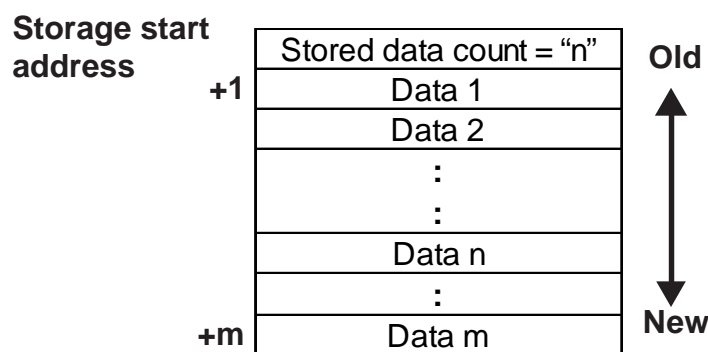 Storage start
address
Stored data count = “n”
Old
+1
Data 1
Data 2
:
:
Data n
:
New
+m
Data m